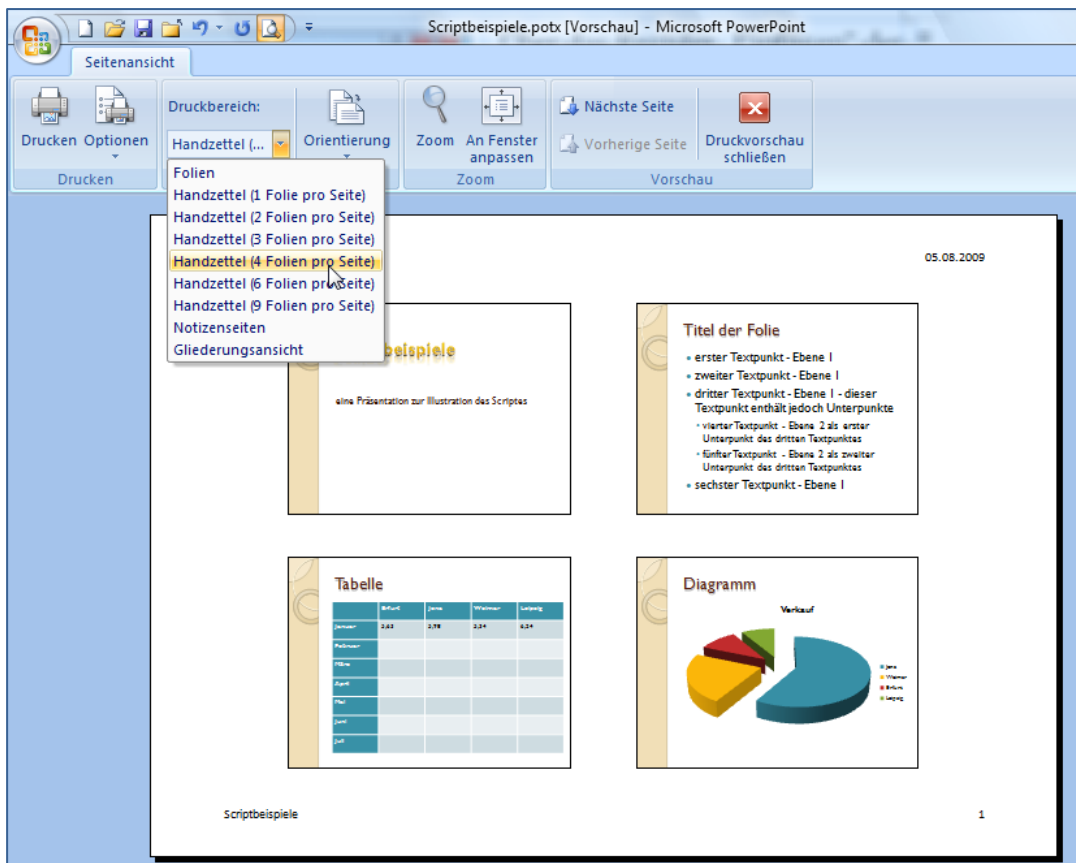 Scriptbeispiele.potx [Vorschau] - Microsoft PowerPoint
Seitenansicht
Drucken
Optionen
Druckbereich:
Handzettel (...
Orientierung
Zoom
An Fenster
anpassen
Nächste Seite
Vorherige Seite
Druckvorschau
schließen
Drucken
Zoom
Vorschau
Folien
Handzettel (1 Folie pro Seite)
Handzettel (2 Folien pro Seite)
Handzettel (3 Folien pro Seite)
Handzettel (4 Folien pro Seite)
Handzettel (6 Folien pro Seite)
Handzettel (9 Folien pro Seite)
Notizenseiten
Gliederungsansicht
05.08.2009
beispiele
eine Präsentation zur Illustration des Scriptes
Titel der Folie
• erster Textpunkt - Ebene 1
• zweiter Textpunkt - Ebene 1
• dritter Textpunkt - Ebene 1 - dieser
Textpunkt enthält jedoch Unterpunkte
• vierter Textpunkt - Ebene 2 als erster
Unterpunkt des dritten Textpunktes
• fünfter Textpunkt - Ebene 2 als zweiter
Unterpunkt des dritten Textpunktes
• sechster Textpunkt - Ebene 1
Tabelle
Erfurt Jena Weimar Leipzig
Januar
Februar
März
April
Mai
Juni
Juli
Diagramm
Verkauf
Jena
Weimar
Erfurt
Leipzig
Scriptbeispiele
1